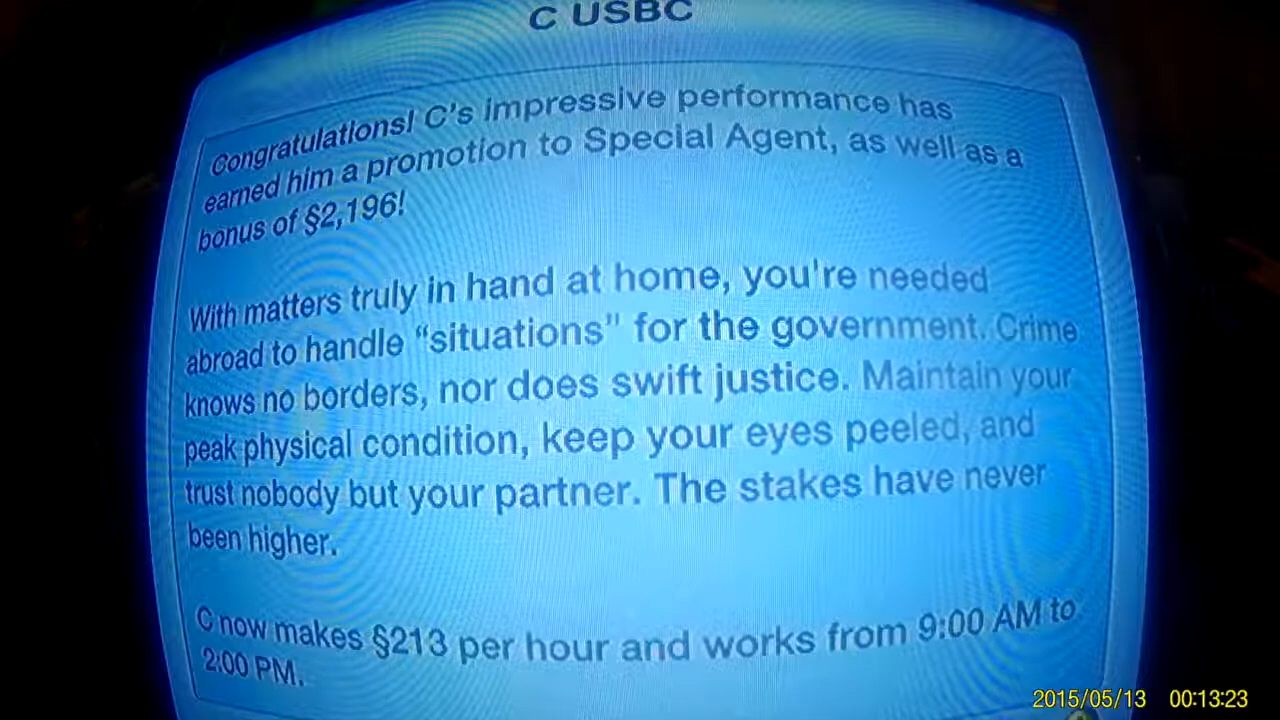 C USBC
Congratulations! C's impressive performance has
earned him a promotion to Special Agent, as well as a
bonus of §2,196!
With matters truly in hand at home, you're needed
abroad to handle “situations” for the government. Crime
knows no borders, nor does swift justice. Maintain your
peak physical condition, keep your eyes peeled, and
trust nobody but your partner. The stakes have never
been higher.
C now makes §213 per hour and works from 9:00 AM to
2:00 PM.
2015/05/13 00:13:23